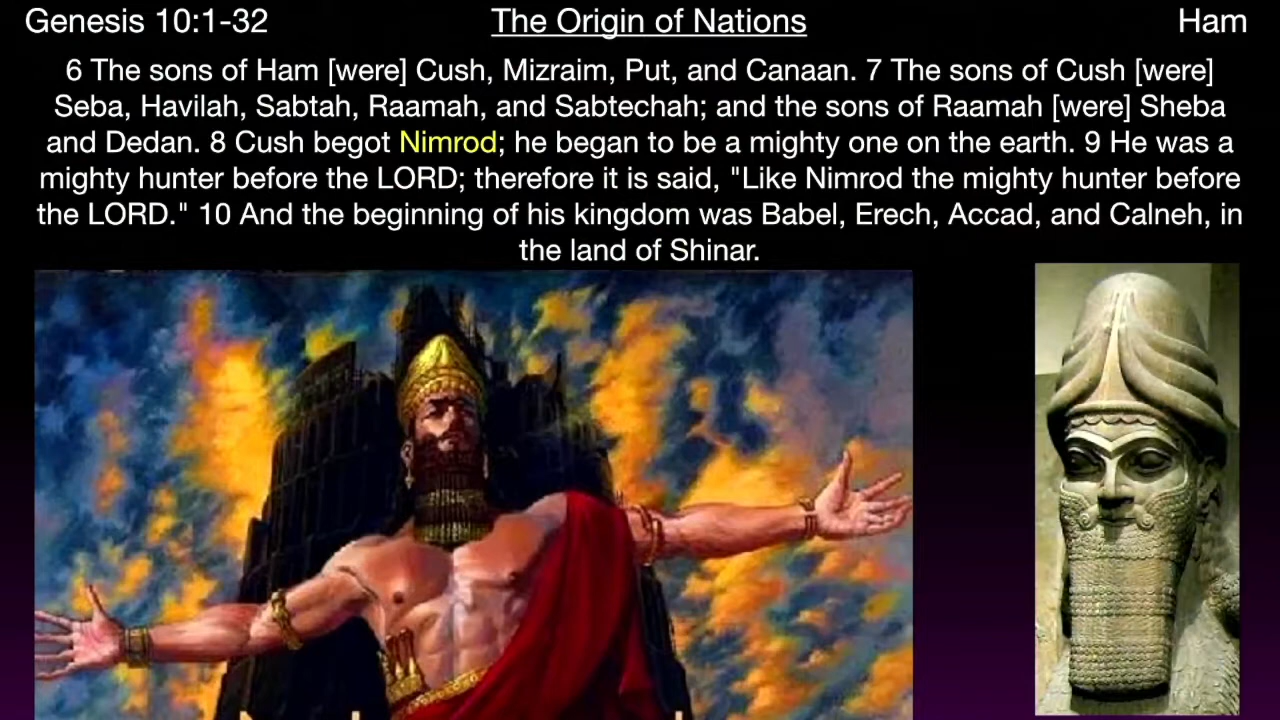 Genesis 10:1-32
The Origin of Nations
Ham
6 The sons of Ham [were] Cush, Mizraim, Put, and Canaan. 7 The sons of Cush [were]
Seba, Havilah, Sabtah, Raamah, and Sabtechah; and the sons of Raamah [were] Sheba
and Dedan. 8 Cush begot Nimrod; he began to be a mighty one on the earth. 9 He was a
mighty hunter before the LORD; therefore it is said, "Like Nimrod the mighty hunter before
the LORD." 10 And the beginning of his kingdom was Babel, Erech, Accad, and Calneh, in
the land of Shinar.